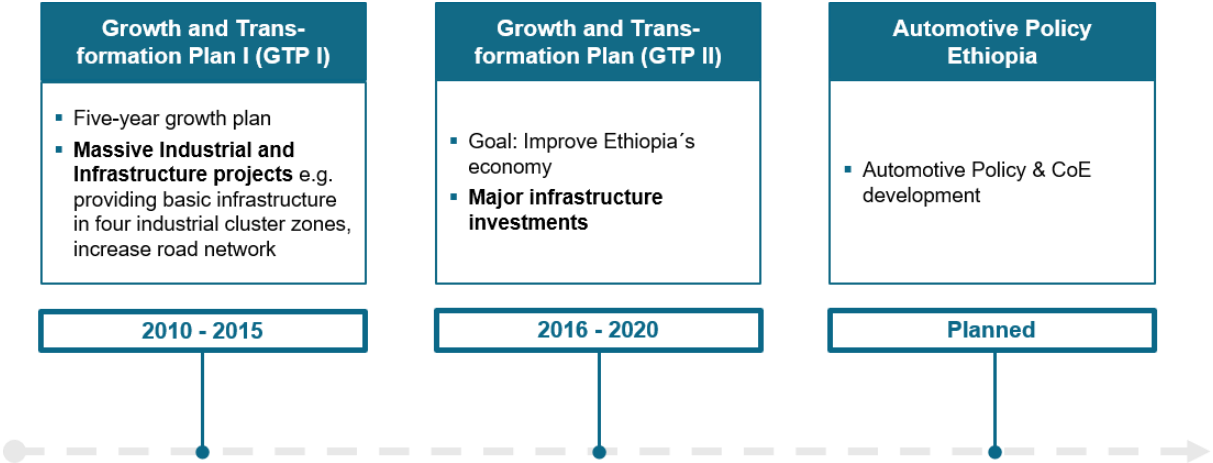 Growth and Trans-
formation Plan I (GTP I)
▪ Five-year growth plan
▪ Massive Industrial and
Infrastructure projects e.g.
providing basic infrastructure
in four industrial cluster zones,
increase road network
2010 - 2015
Growth and Trans-
formation Plan (GTP II)
▪ Goal: Improve Ethiopia´s
economy
▪ Major infrastructure
investments
2016 - 2020
Automotive Policy
Ethiopia
▪ Automotive Policy & CoE
development
Planned